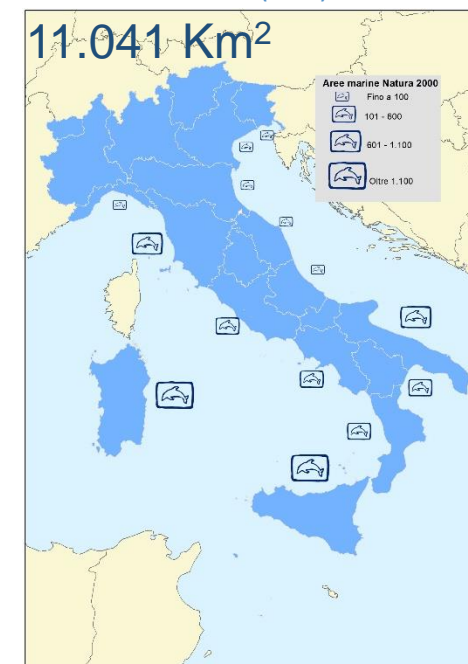 11.041 Km²
Aree marine Natura 2000
Fino a 100
101 - 600
601 - 1.100
Oltre 1.100